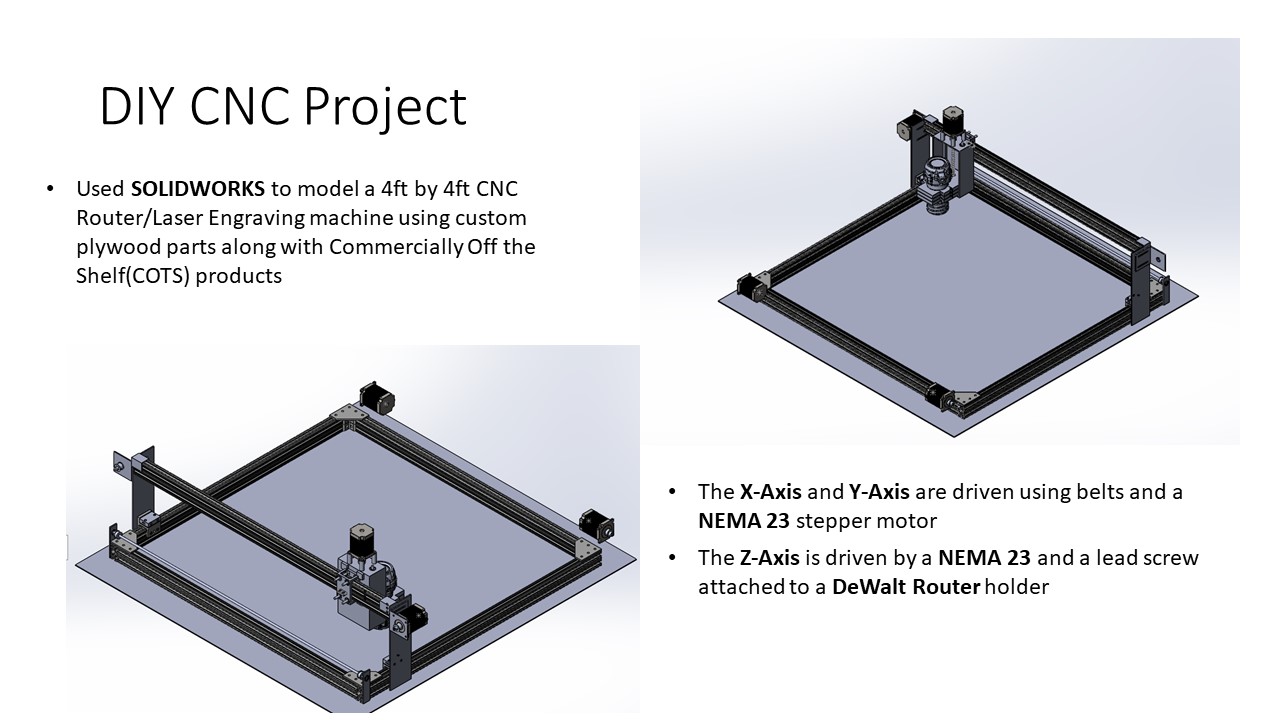 DIY CNC Project
• Used SOLIDWORKS to model a 4ft by 4ft CNC
Router/Laser Engraving machine using custom
plywood parts along with Commercially Off the
Shelf(COTS) products
• The X-Axis and Y-Axis are driven using belts and a
NEMA 23 stepper motor
• The Z-Axis is driven by a NEMA 23 and a lead screw
attached to a DeWalt Router holder